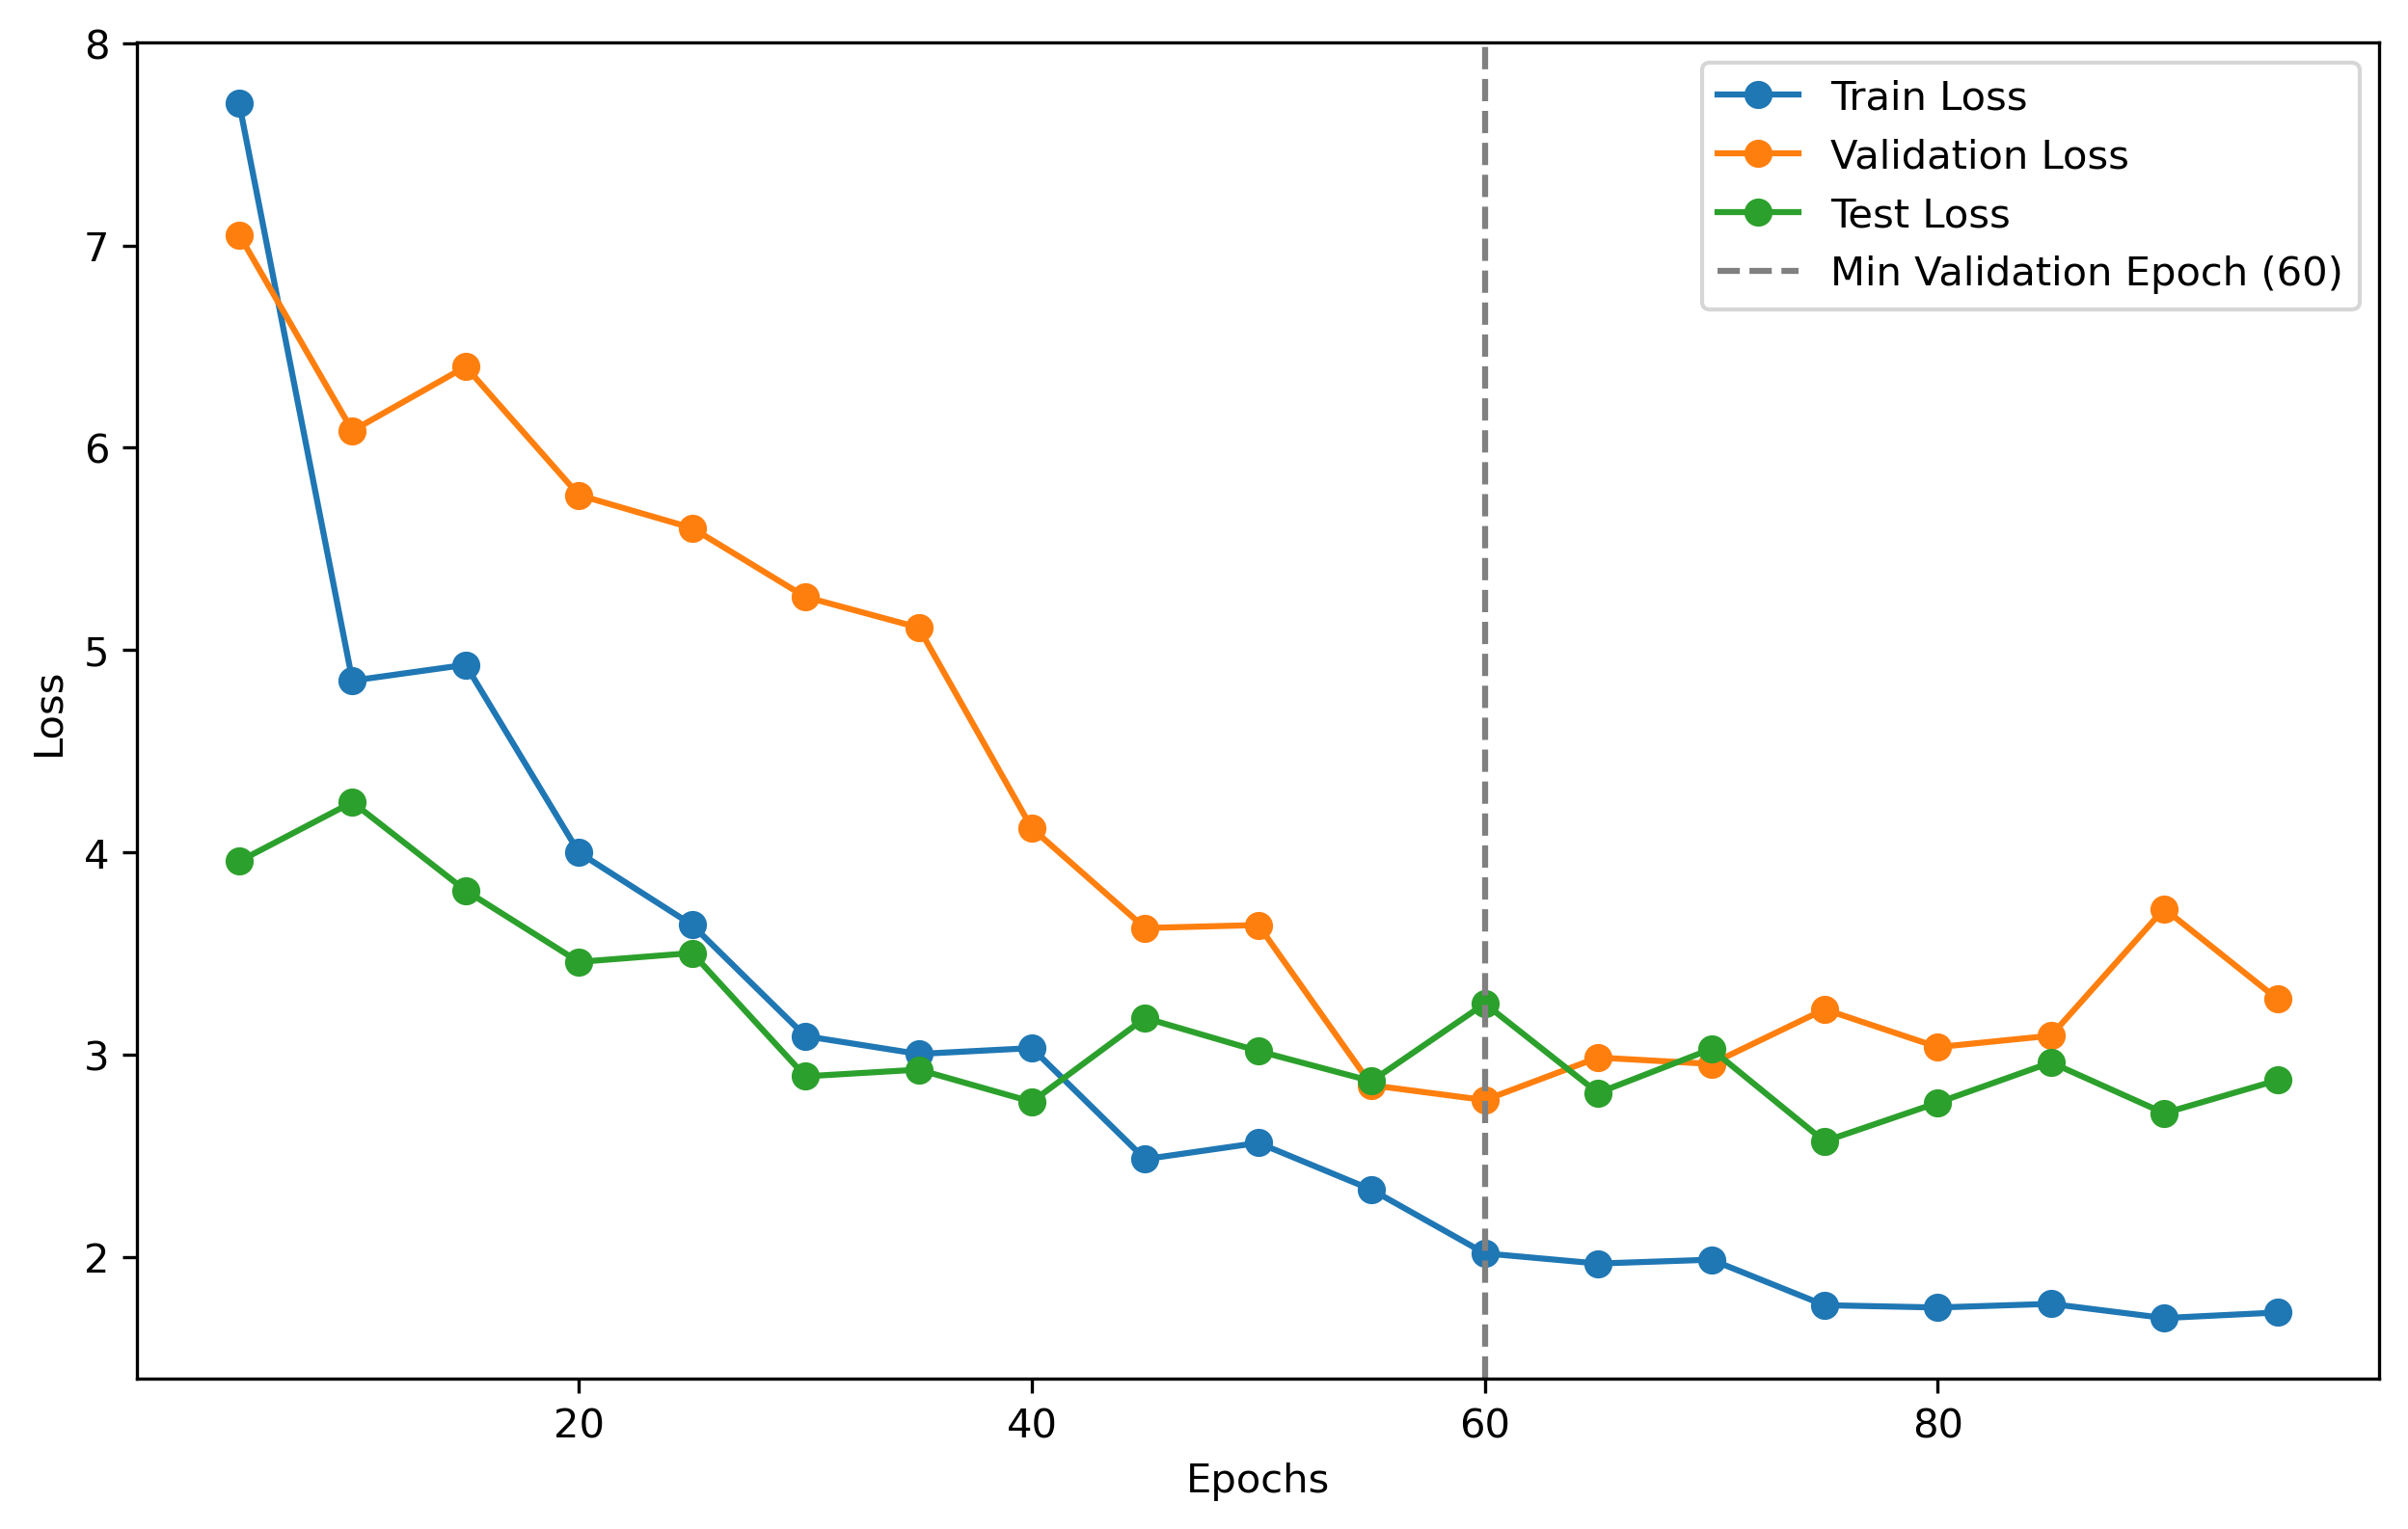 8
7
6
5
4
3
2
Loss
20 40 60 80
Epochs
Train Loss
Validation Loss
Test Loss
Min Validation Epoch (60)